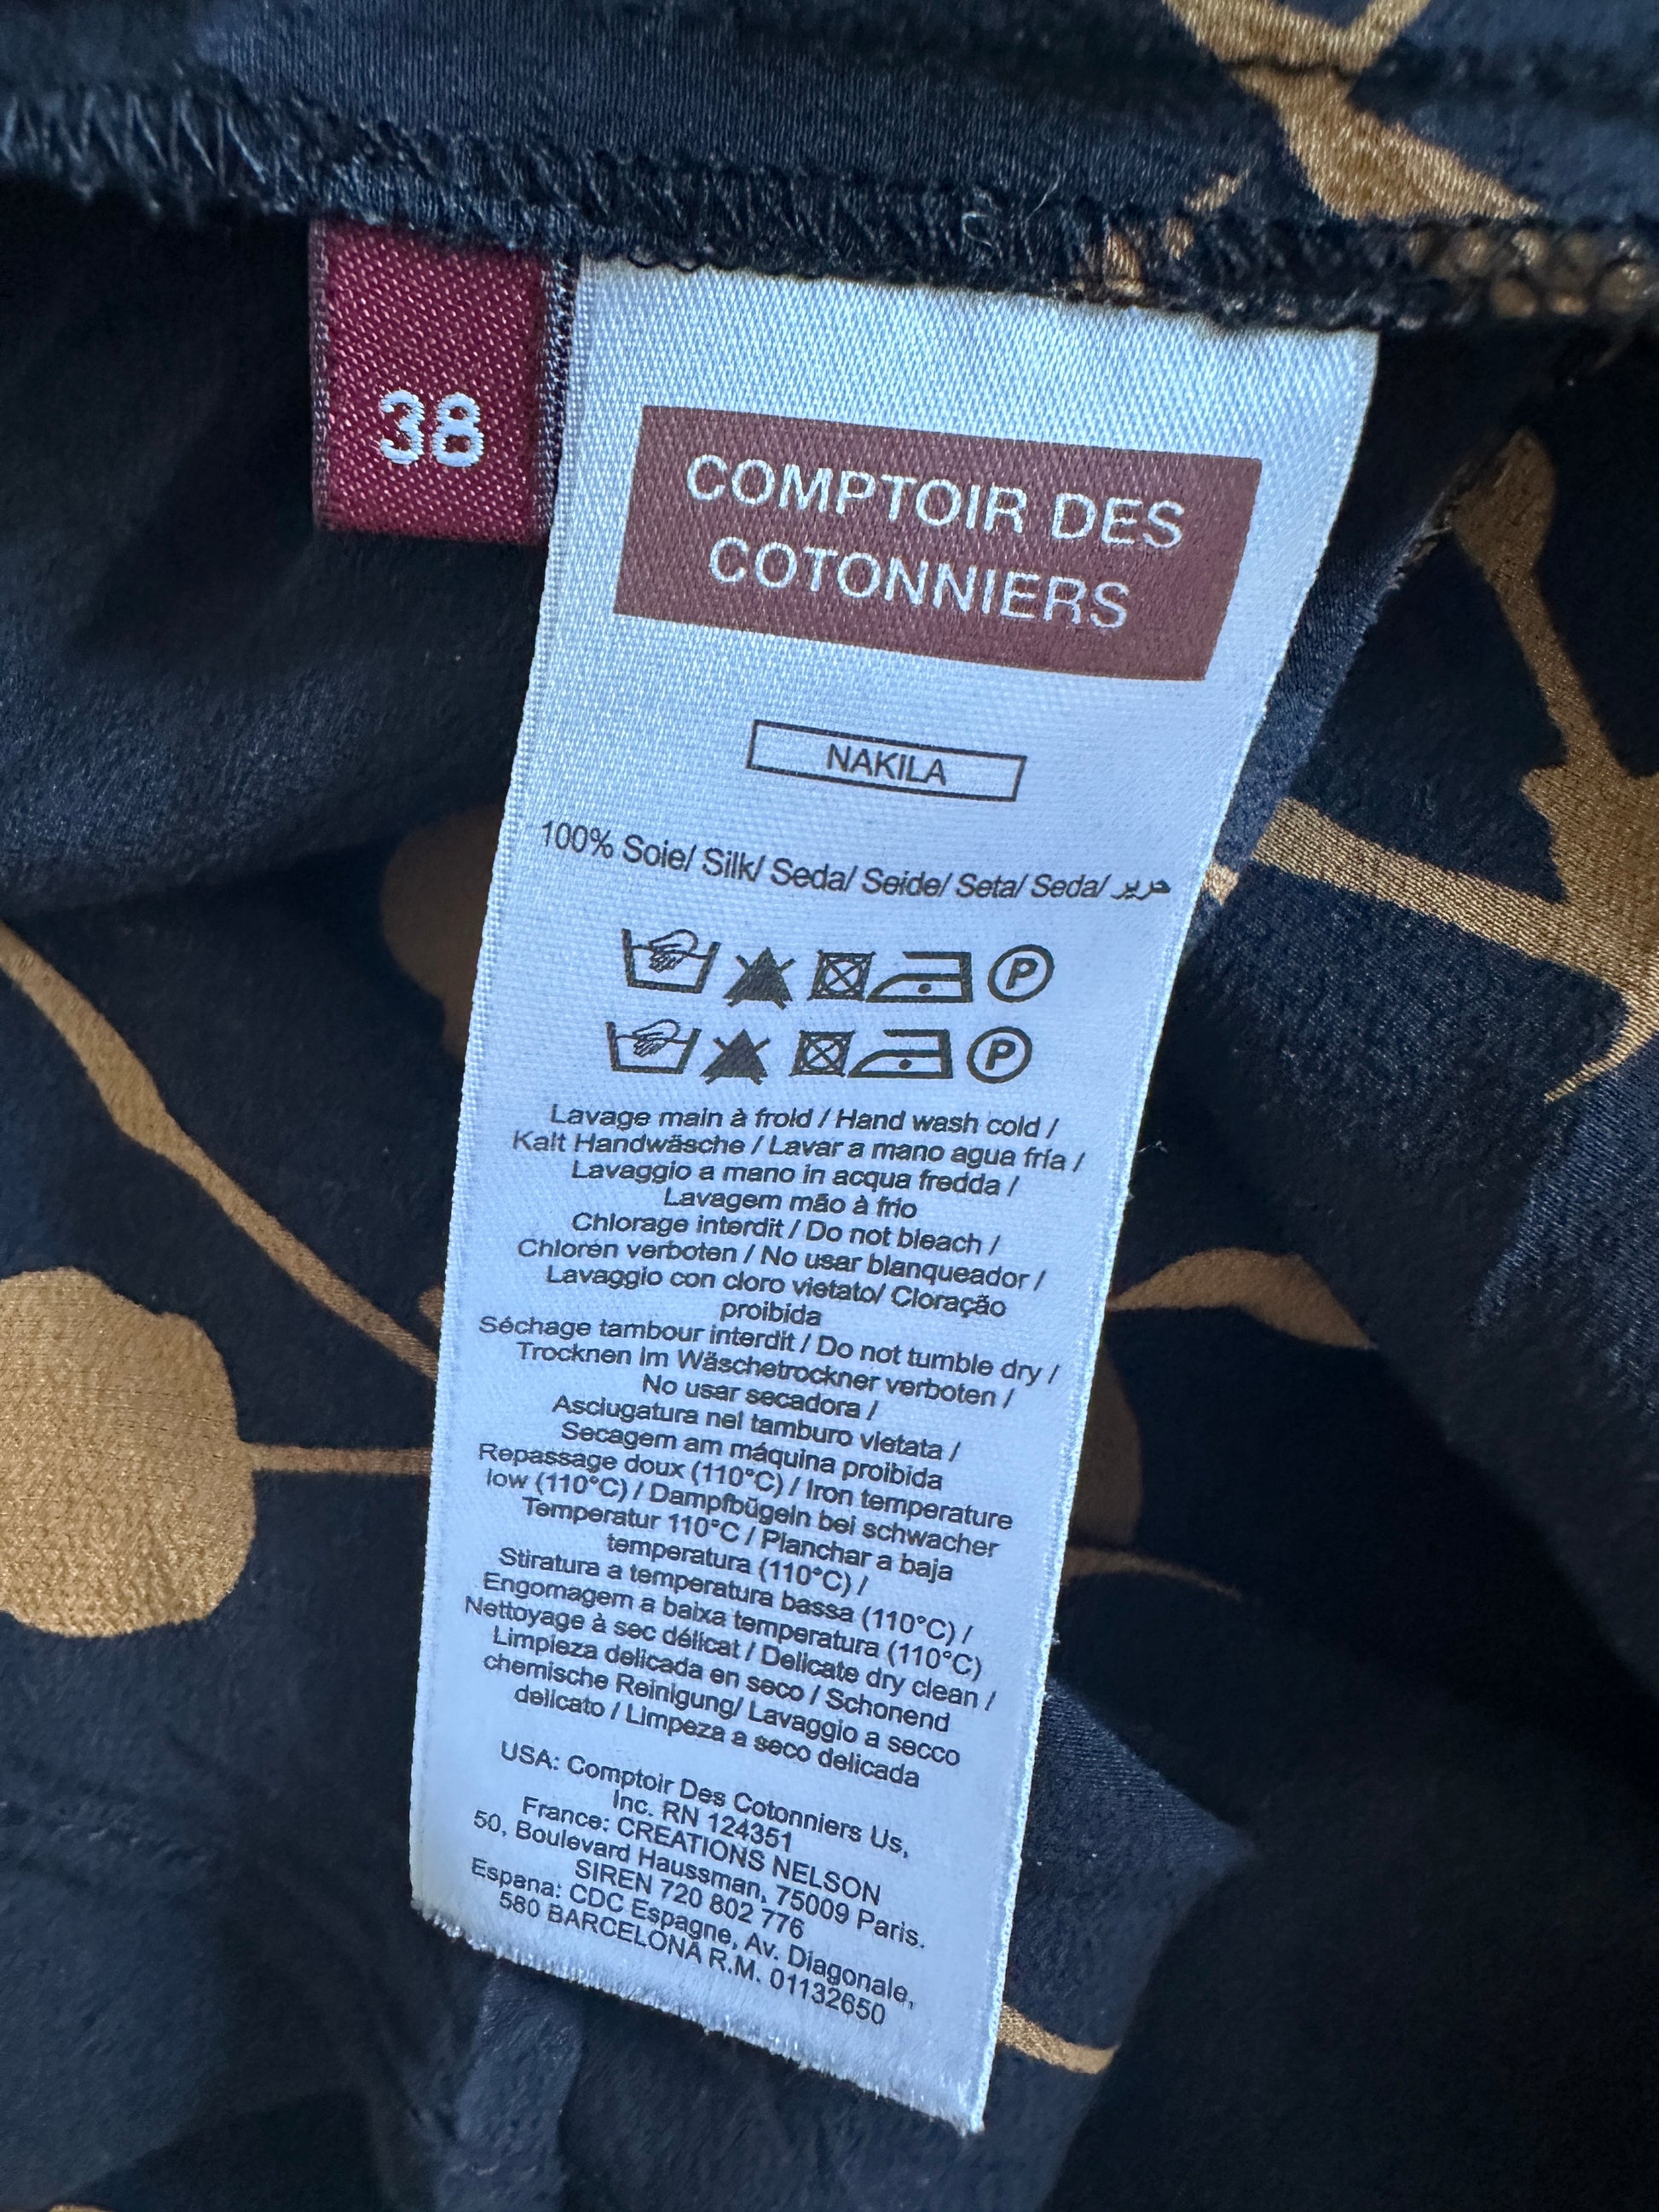 38
COMPTOIR DES
COTONNIERS
NAKILA
100% Soie/ Silk/ Seda/ Seide/ Seta/ Seda/ حرير
P
P
Lavage main à froid / Hand wash cold /
Kalt Handwäsche / Lavar a mano agua fría /
Lavaggio a mano in acqua fredda /
Lavagem mão à frio
Chlorage interdit / Do not bleach /
Chloren verboten / No usar blanqueador /
Lavaggio con cloro vietato/ Cloração
proibida
Séchage tambour interdit / Do not tumble dry /
Trocknen im Wäschetrockner verboten /
No usar secadora /
Asciugatura nel tamburo vietata /
Secagem am máquina proibida
Repassage doux (110°C) / Iron temperature
low (110°C) / Dampfbügeln bei schwacher
Temperatur 110°C / Planchar a baja
temperatura (110°C) /
Stiratura a temperatura bassa (110°C) /
Engomagem a baixa temperatura (110°C)
Nettoyage à sec délicat / Delicate dry clean /
Limpieza delicada en seco / Schonend
chemische Reinigung/ Lavaggio a secco
delicato / Limpeza a seco delicada
USA: Comptoir Des Cotonniers Us,
Inc. RN 124351
France: CREATIONS NELSON
50, Boulevard Haussman, 75009 Paris.
SIREN 720 802 776
Espana: CDC Espagne, Av. Diagonale,
580 BARCELONA R.M. 01132650